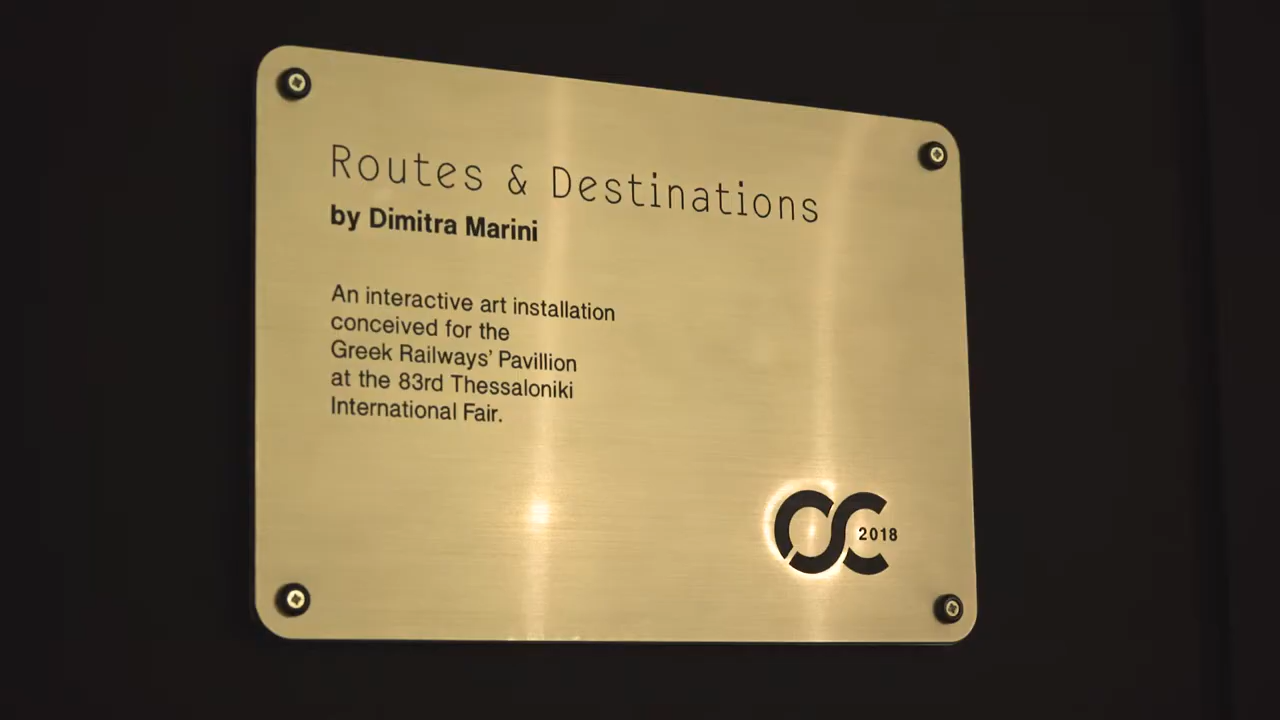 Routes & Destinations
by Dimitra Marini
An interactive art installation
conceived for the
Greek Railways' Pavillion
at the 83rd Thessaloniki
International Fair.
OC 2018